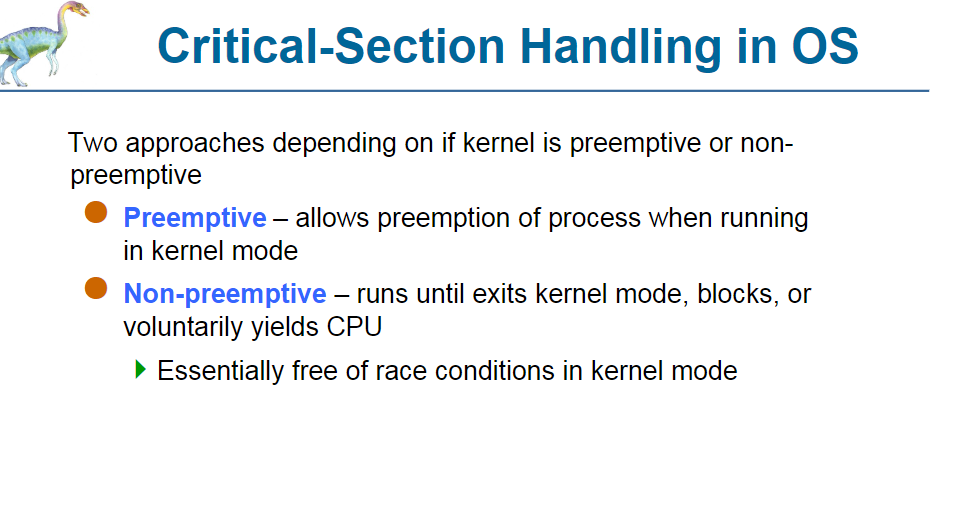 Critical-Section Handling in OS
Two approaches depending on if kernel is preemptive or non-
preemptive
Preemptive – allows preemption of process when running
in kernel mode
Non-preemptive – runs until exits kernel mode, blocks, or
voluntarily yields CPU
Essentially free of race conditions in kernel mode